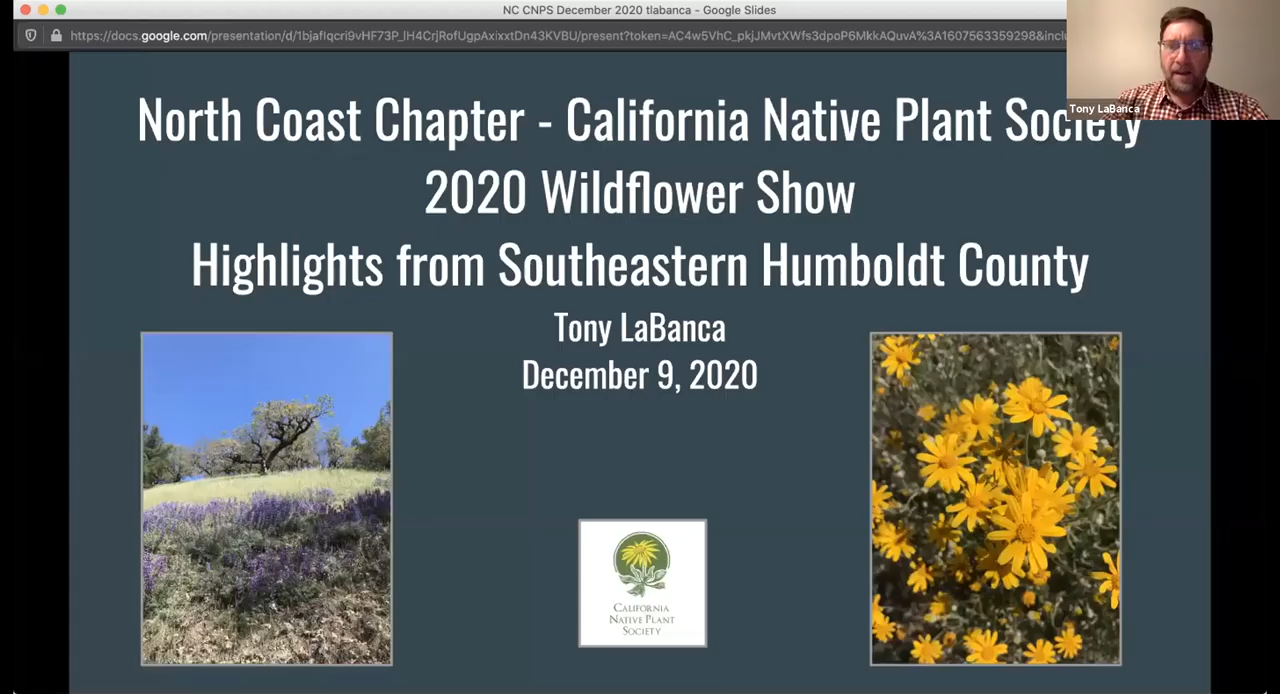 NC CNPS December 2020 tlabanca - Google Slides
Tony LaBanca
North Coast Chapter - California Native Plant Society
2020 Wildflower Show
Highlights from Southeastern Humboldt County
Tony LaBanca
December 9, 2020
CALIFORNIA
NATIVE PLANT
SOCIETY